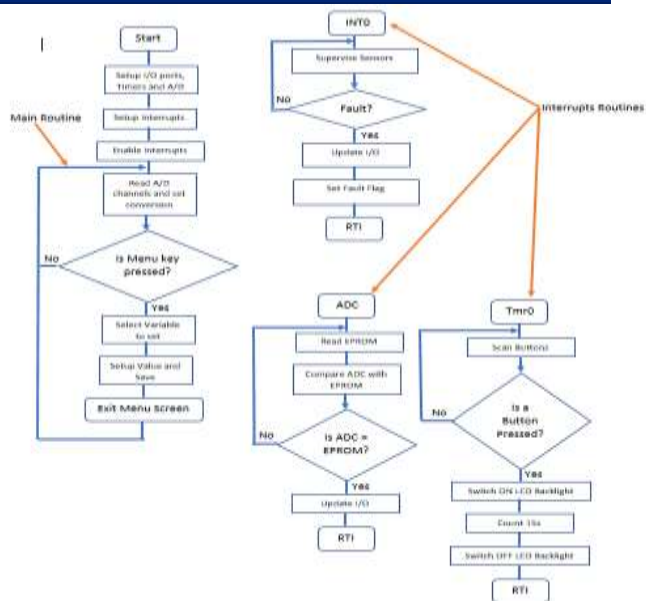 Start
Setup I/O ports,
Timers and A/D
Setup Interrupts
Enable Interrupts
Main Routine
Read A/D
channels and set
conversion
Is Menu key
pressed?
No
Yes
Select Variable
to set
Setup Value and
Save
Exit Menu Screen
INT0
Supervise Sensors
Fault?
No
Yes
Update I/O
Set Fault Flag
RTI
Interrupts Routines
ADC
Read EPROM
Compare ADC with
EPROM
Is ADC =
EPROM?
No
Yes
Update I/O
RTI
Tmr0
Scan Buttons
Is a
Button
Pressed?
No
Yes
Switch ON LCD Backlight
Count 15s
Switch OFF LCD Backlight
RTI